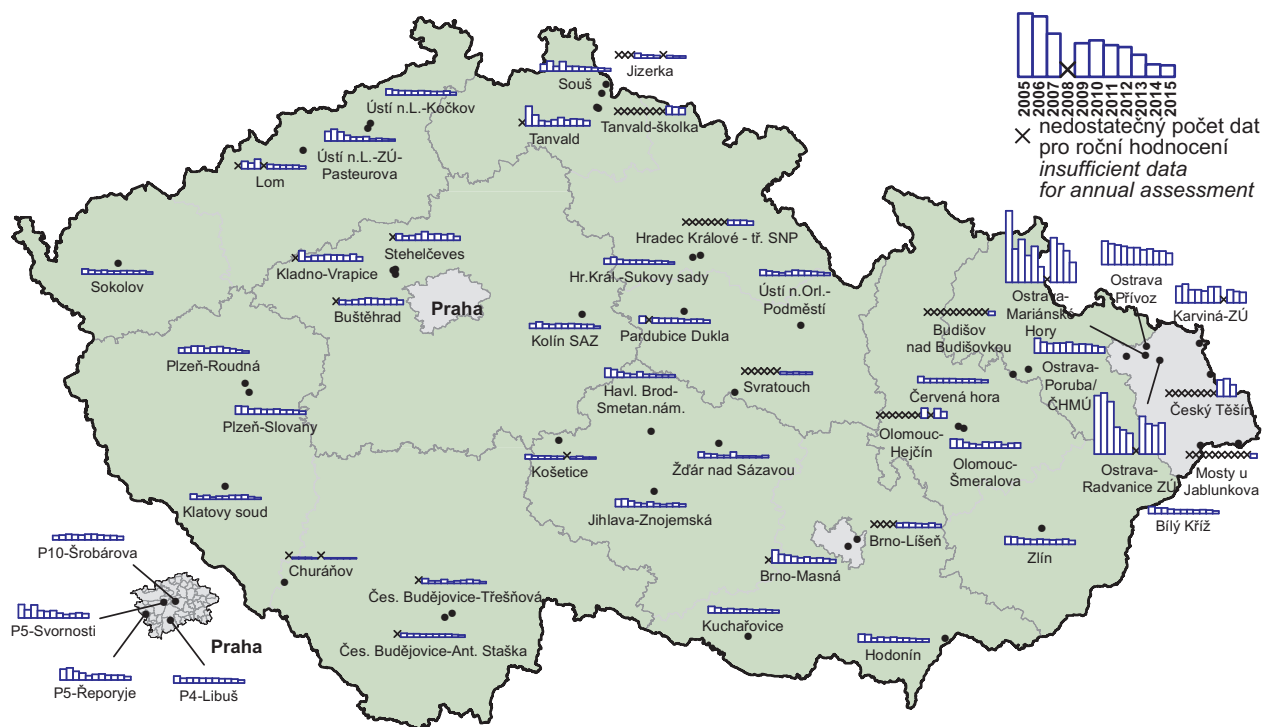 2005
2006
2007
2008
2009
2010
2011
2012
2013
2014
2015
× nedostatečný počet dat
pro roční hodnocení
insufficient data
for annual assessment
Jizerka
Souš
Ústí n.L.-Kočkov
Tanvald
Tanvald-školka
Ústí n.L.-ZÚ-
Pasteurova
Lom
Stehelčeves
Hradec Králové - tř. SNP
Kladno-Vrapice
Hr.Král.-Sukovy sady
Sokolov
Buštěhrad
Praha
Ústí n.Orl.-
Podměstí
Ostrava-
Mariánské
Hory
Ostrava
Přívoz
Karviná-ZÚ
Kolín SAZ
Pardubice Dukla
Budišov
nad Budišovkou
Plzeň-Roudná
Havl. Brod-
Smetan.nám.
Svratouch
Červená hora
Ostrava-
Poruba/
ČHMÚ
Český Těšín
Plzeň-Slovany
Olomouc-
Hejčín
Košetice
Žďár nad Sázavou
Olomouc-
Šmeralova
Ostrava-
Radvanice ZÚ
Mosty u
Jablunkova
Klatovy soud
Jihlava-Znojemská
Bílý Kříž
P10-Šrobárova
Brno-Líšeň
Zlín
Churáňov
Brno-Masná
Čes. Budějovice-Třešňová
P5-Svornosti
Praha
Kuchařovice
Čes. Budějovice-Ant. Staška
Hodonín
P5-Řeporyje
P4-Libuš